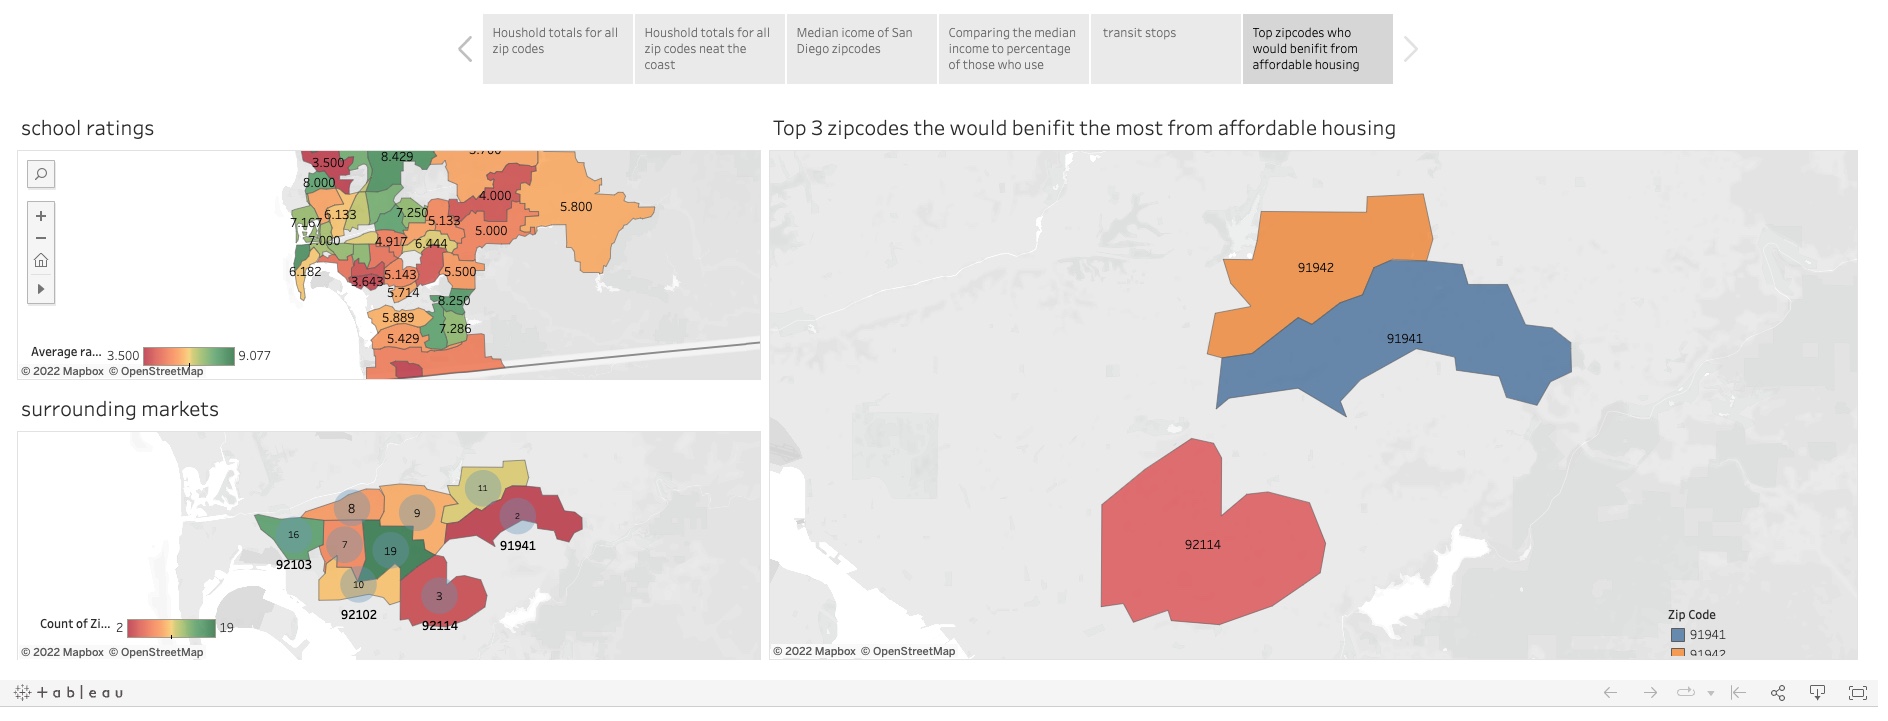 Houshold totals for all
zip codes
Houshold totals for all
zip codes neat the
coast
Median icome of San
Diego zipcodes
Comparing the median
income to percentage
of those who use
transit stops
Top zipcodes who
would benifit from
affordable housing
school ratings
3.500
8.429
8.000
4.000
5.800
7.167
6.133
7.250
5.133
5.000
7.000
4.917
6.444
6.182
3.643
5.143
5.500
5.714
8.250
5.889
7.286
5.429
Average ra... 3.500 9.077
© 2022 Mapbox © OpenStreetMap
surrounding markets
11
8
9
2
16
7
19
91941
92103
10
3
92102
92114
Count of Zi... 2 19
© 2022 Mapbox © OpenStreetMap
Top 3 zipcodes the would benifit the most from affordable housing
91942
91941
92114
Zip Code
91941
91942
© 2022 Mapbox © OpenStreetMap
+ableau